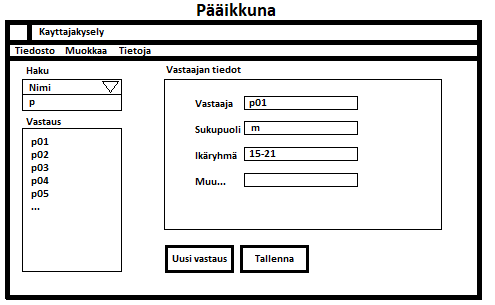 Pääikkuna
Kayttajakysely
Tiedosto Muokkaa Tietoja
Haku
Nimi
p
Vastaus
p01
p02
p03
p04
p05
...
Vastaajan tiedot
Vastaaja p01
Sukupuoli m
Ikäryhmä 15-21
Muu...
Uusi vastaus
Tallenna